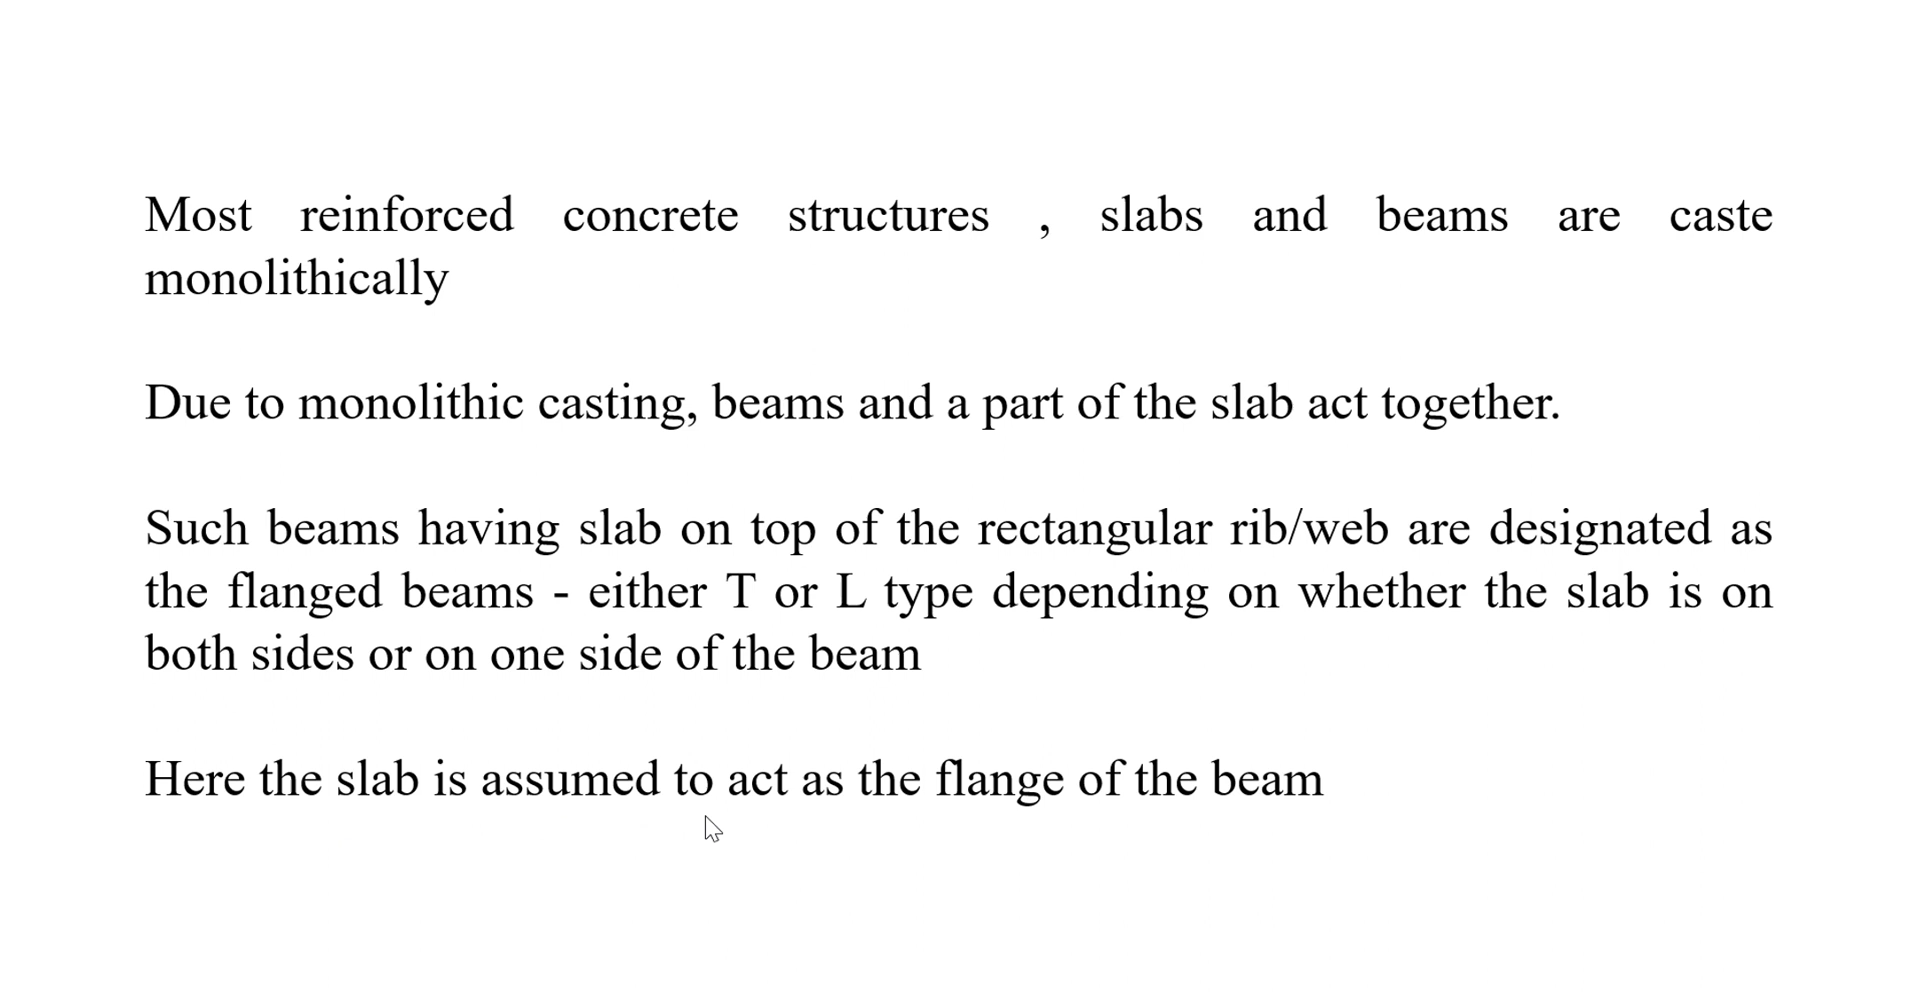 Most reinforced concrete structures , slabs and beams are caste
monolithically
Due to monolithic casting, beams and a part of the slab act together.
Such beams having slab on top of the rectangular rib/web are designated as
the flanged beams - either T or L type depending on whether the slab is on
both sides or on one side of the beam
Here the slab is assumed to act as the flange of the beam